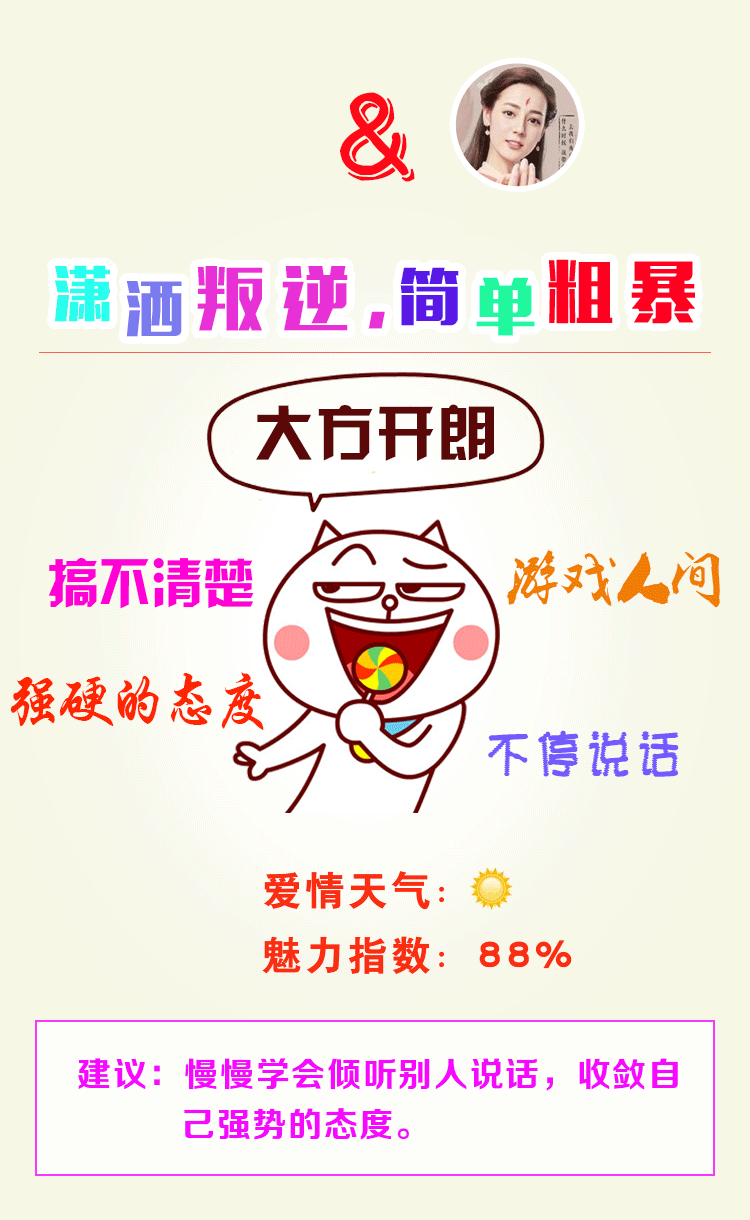 &
潇洒叛逆,简单粗暴
大方开朗
搞不清楚
游戏人间
强硬的态度
不停说话
爱情天气:
魅力指数: 88%
建议：慢慢学会倾听别人说话，收敛自
己强势的态度。